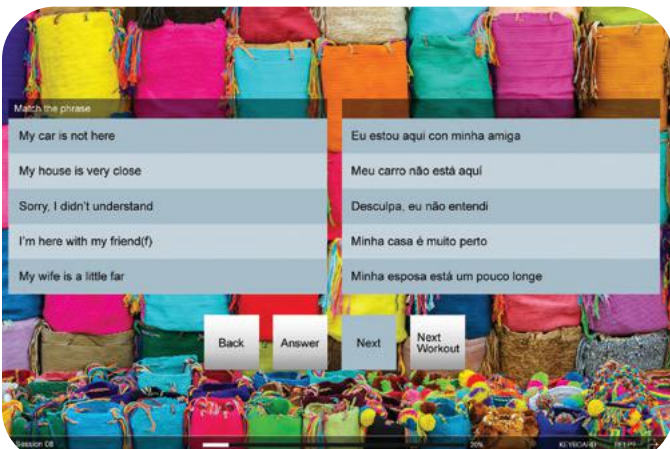 Match the phrase
My car is not here
My house is very close
Sorry, I didn't understand
I'm here with my friend(f)
My wife is a little far
Eu estou aqui con minha amiga
Meu carro não está aquí
Desculpa, eu não entendi
Minha casa é muito perto
Minha esposa está um pouco longe
Back
Answer
Next
Next
Workout
Session 08
20%
KEYBOARD